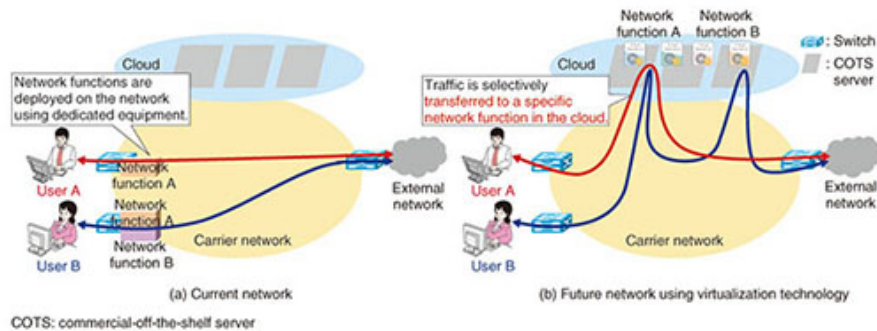 Cloud
Network functions are
deployed on the network
using dedicated equipment.
User A
Network function A
Network
function A
Network
function B
User B
Carrier network
External
network
(a) Current network
Network
function A
Network
function B
Cloud
: Switch
: COTS
server
Traffic is selectively
transferred to a specific
network function in the cloud.
User A
User B
Carrier network
External
network
(b) Future network using virtualization technology
COTS: commercial-off-the-shelf server